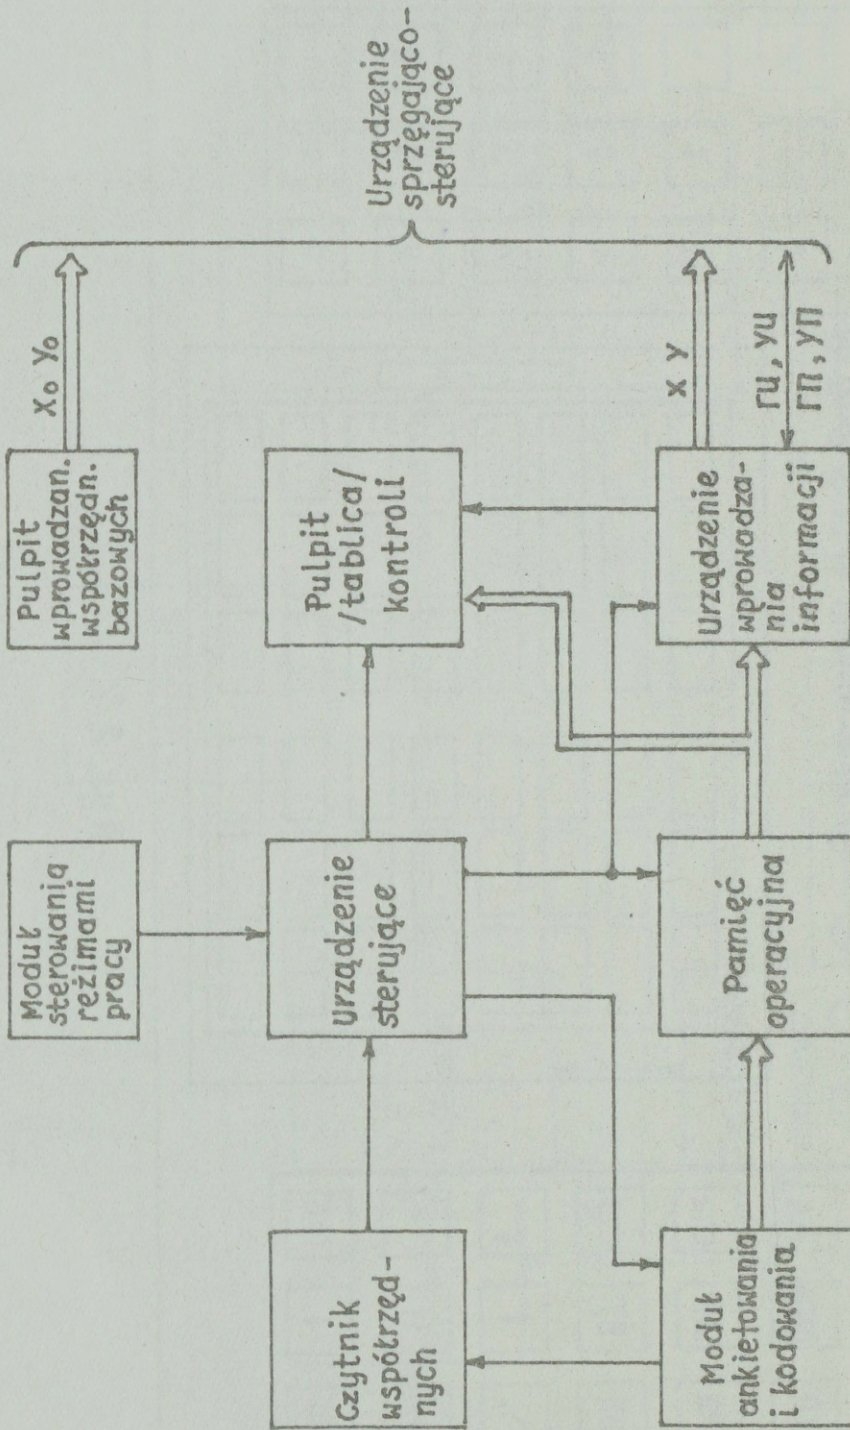 Moduł
sterowania
reżimami
pracy
Pulpit
wprowadzan.
współrzędn.
bazowych
X₀ Y₀
Urządzenie
sprzęgająco-
sterujące
Czytnik
współrzęd-
nych
Urządzenie
sterujące
Pulpit
/tablica/
kontroli
Moduł
ankietowania
i kodowania
Pamięć
operacyjna
Urządzenie
wprowadza-
nia
informacji
X Y
ГИ, УИ
ГП, УП